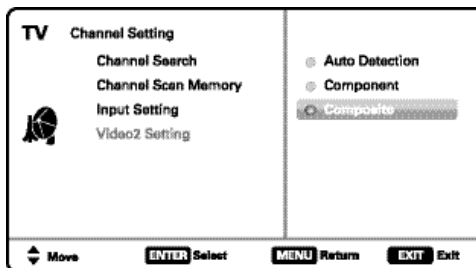 TV Channel Setting
Channel Search
Channel Scan Memory
Input Setting
Video2 Setting
Auto Detection
Component
Composite
Move ENTER Select MENU Return EXIT Exit